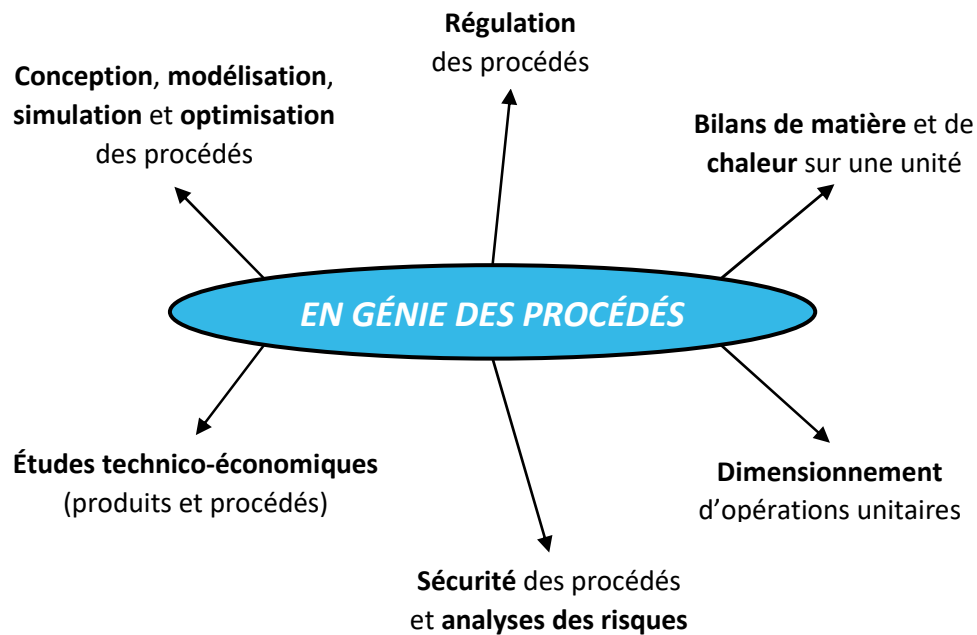 Régulation
des procédés
Conception, modélisation,
simulation et optimisation
des procédés
Bilans de matière et de
chaleur sur une unité
EN GÉNIE DES PROCÉDÉS
Études technico-économiques
(produits et procédés)
Dimensionnement
d’opérations unitaires
Sécurité des procédés
et analyses des risques